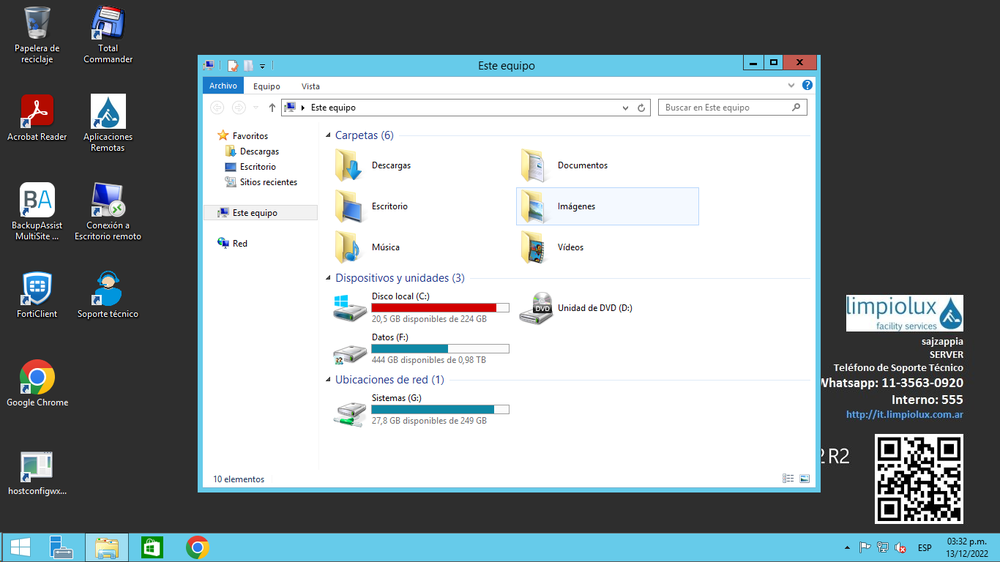 Papelera de
reciclaje
Total
Commander
Acrobat Reader
Aplicaciones
Remotas
BA
BackupAssist
MultiSite ...
Conexión a
Escritorio remoto
FortiClient
Soporte técnico
Google Chrome
hostconfigwx...
Este equipo
Archivo
Equipo
Vista
Este equipo
Buscar en Este equipo
Favoritos
Descargas
Escritorio
Sitios recientes
Este equipo
Red
Carpetas (6)
Descargas
Documentos
Escritorio
Imágenes
Música
Vídeos
Dispositivos y unidades (3)
Disco local (C:)
20,5 GB disponibles de 224 GB
DVD
Unidad de DVD (D:)
Datos (F:)
444 GB disponibles de 0,98 TB
Ubicaciones de red (1)
Sistemas (G:)
27,8 GB disponibles de 249 GB
10 elementos
limpiolux
facility services
sajzappia
SERVER
Teléfono de Soporte Técnico
Whatsapp: 11-3563-0920
Interno: 555
http://it.limpiolux.com.ar
2 R2
ESP
03:32 p.m.
13/12/2022